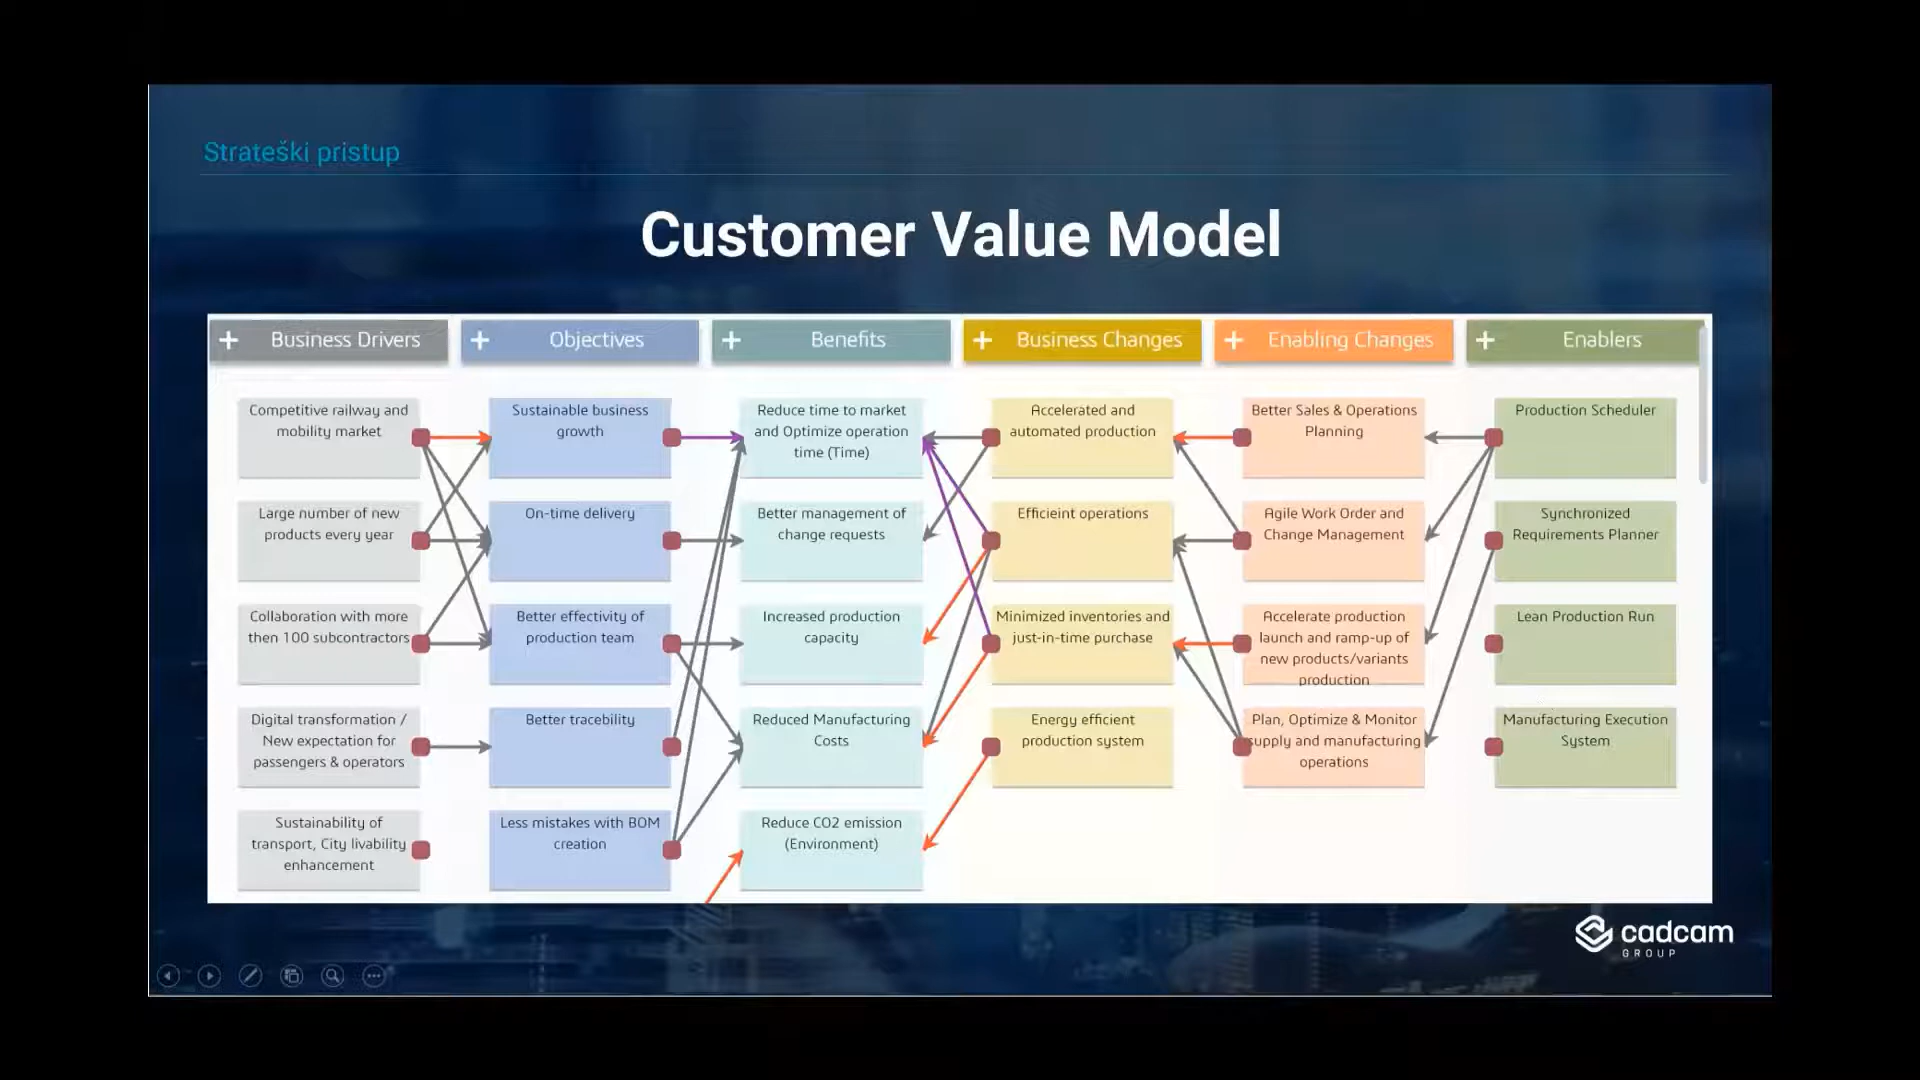 Strateški pristup
Customer Value Model
+ Business Drivers
+ Objectives
+ Benefits
+ Business Changes
+ Enabling Changes
+ Enablers
Competitive railway and
mobility market
Large number of new
products every year
Collaboration with more
then 100 subcontractors
Digital transformation /
New expectation for
passengers & operators
Sustainability of
transport, City livability
enhancement
Sustainable business
growth
On-time delivery
Better effectivity of
production team
Better tracebility
Less mistakes with BOM
creation
Reduce time to market
and Optimize operation
time (Time)
Better management of
change requests
Increased production
capacity
Reduced Manufacturing
Costs
Reduce CO2 emission
(Environment)
Accelerated and
automated production
Efficieint operations
Minimized inventories and
just-in-time purchase
Energy efficient
production system
Better Sales & Operations
Planning
Agile Work Order and
Change Management
Accelerate production
launch and ramp-up of
new products/variants
production
Plan, Optimize & Monitor
supply and manufacturing
operations
Production Scheduler
Synchronized
Requirements Planner
Lean Production Run
Manufacturing Execution
System
cadcam
GROUP